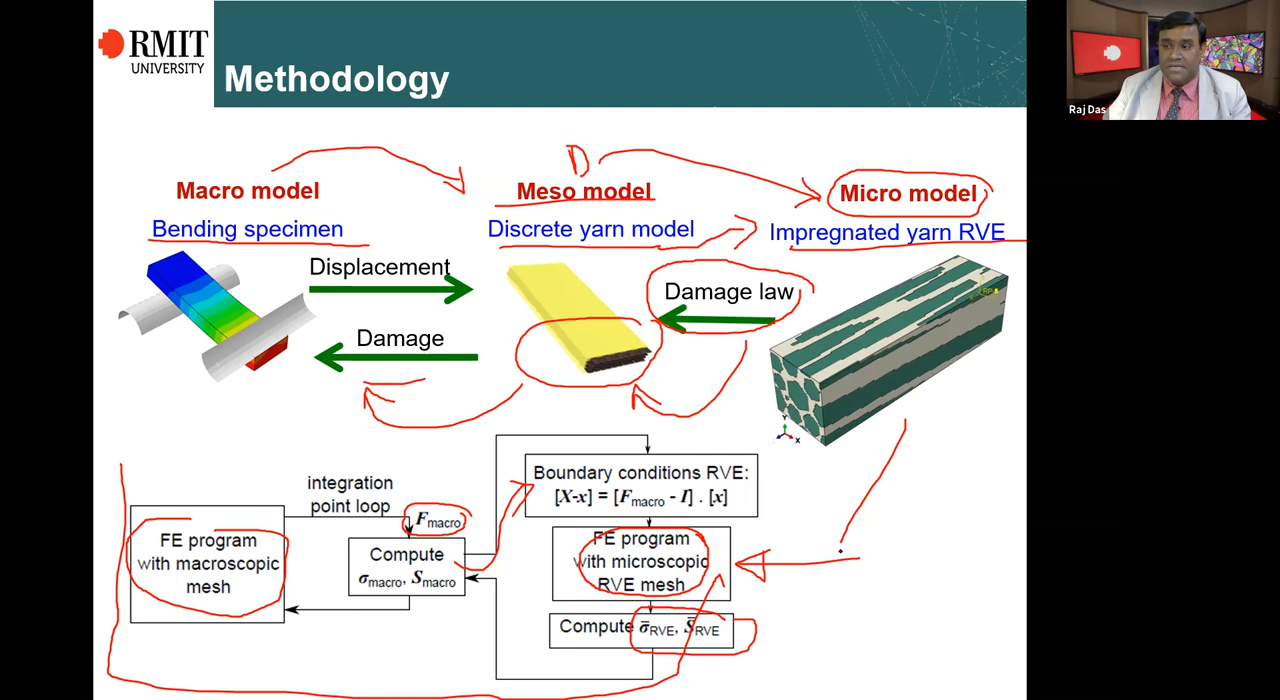 RMIT
UNIVERSITY
Methodology
Raj Das
D
Macro model
Meso model
Micro model
Bending specimen
Discrete yarn model
Impregnated yarn RVE
Displacement
Damage law
Damage
Y
X
integration
point loop
F macro
FE program
with macroscopic
mesh
Compute
σmacro, Smacro
Boundary conditions RVE:
[X-x] = [Fmacro - I] . [x]
FE program
with microscopic
RVE mesh
Compute σ̄RVE, S̄RVE